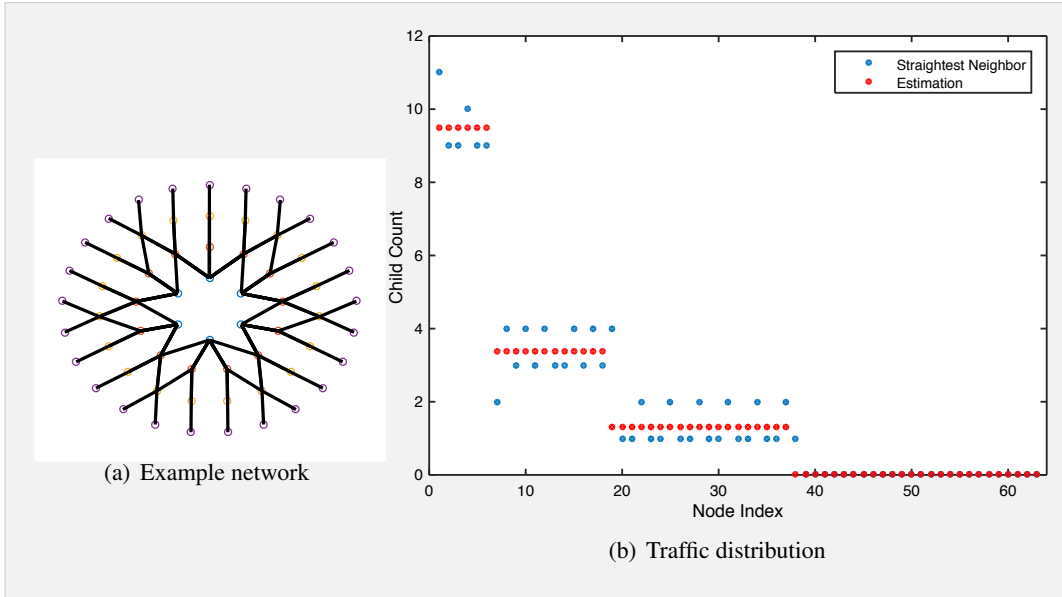 12
10
8
6
4
2
0
Child Count
0 10 20 30 40 50 60
Node Index
Straightest Neighbor
Estimation
(a) Example network
(b) Traffic distribution